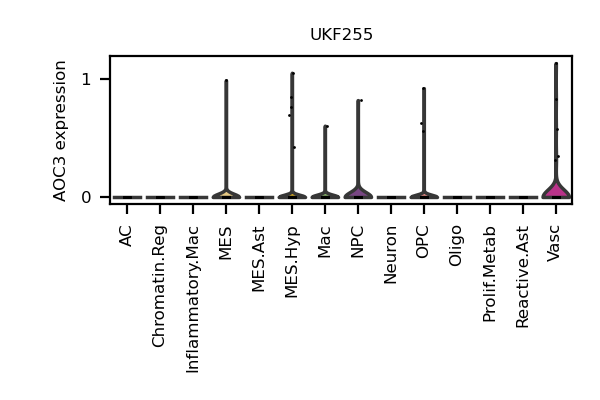 UKF255
AOC3 expression
1
0
AC
Chromatin.Reg
Inflammatory.Mac
MES
MES.Ast
MES.Hyp
Mac
NPC
Neuron
OPC
Oligo
Prolif.Metab
Reactive.Ast
Vasc